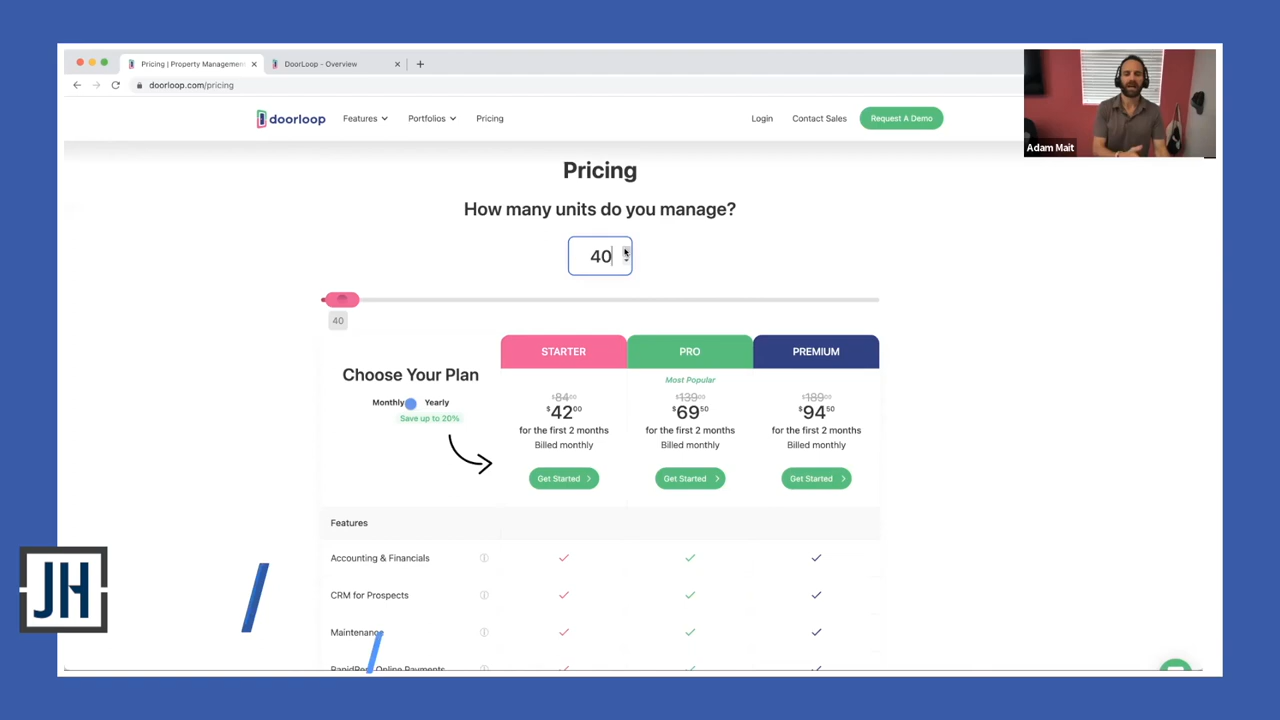 Pricing | Property Managemen
DoorLoop - Overview
doorloop.com/pricing
doorloop
Features
Portfolios
Pricing
Login
Contact Sales
Request A Demo
Adam Mait
Pricing
How many units do you manage?
40
40
STARTER
PRO
PREMIUM
Choose Your Plan
Monthly
Yearly
Save up to 20%
$84 00
$42 00
for the first 2 months
Billed monthly
Get Started
Most Popular
$139 00
$69 50
for the first 2 months
Billed monthly
Get Started
$189 00
$94 50
for the first 2 months
Billed monthly
Get Started
Features
Accounting & Financials
CRM for Prospects
Maintenance
Online Payments
JH